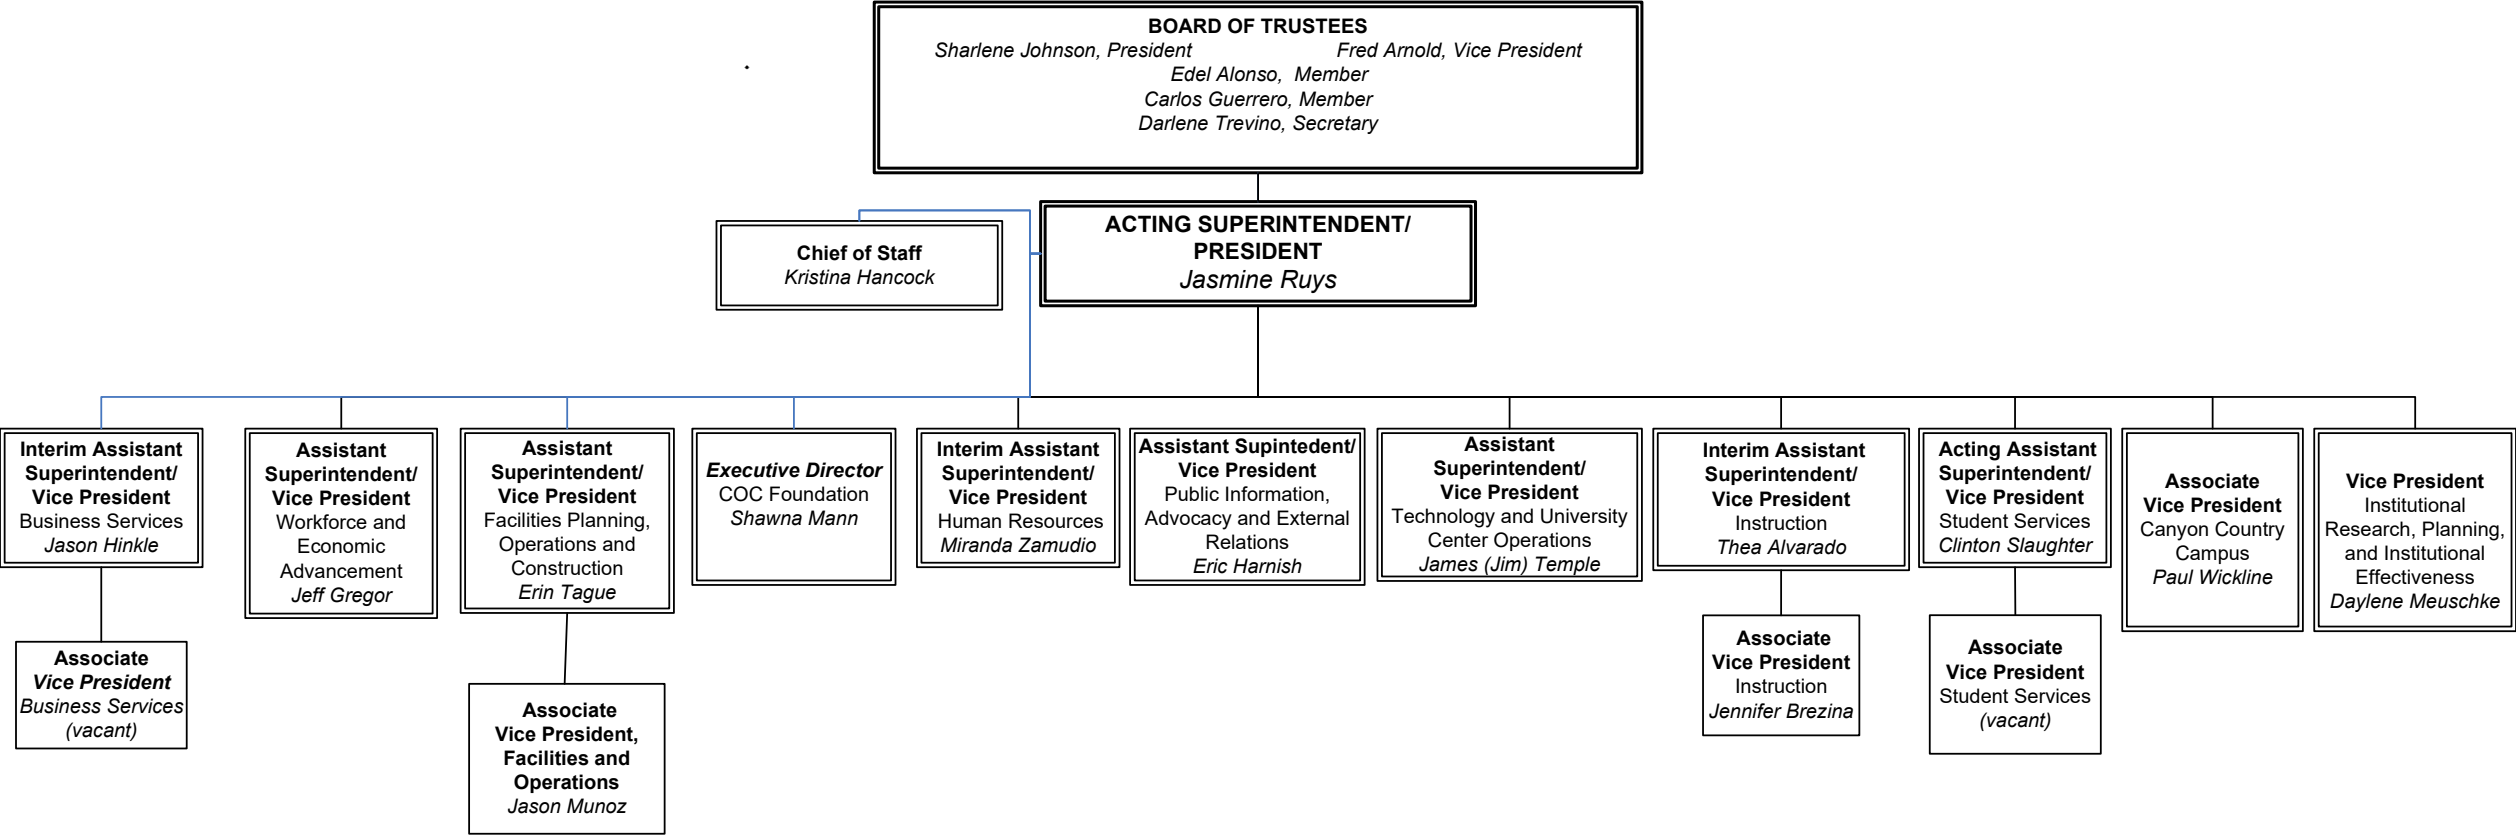 BOARD OF TRUSTEES
Sharlene Johnson, President Fred Arnold, Vice President
Edel Alonso, Member
Carlos Guerrero, Member
Darlene Trevino, Secretary
Chief of Staff
Kristina Hancock
ACTING SUPERINTENDENT/
PRESIDENT
Jasmine Ruys
Interim Assistant
Superintendent/
Vice President
Business Services
Jason Hinkle
Assistant
Superintendent/
Vice President
Workforce and
Economic
Advancement
Jeff Gregor
Assistant
Superintendent/
Vice President
Facilities Planning,
Operations and
Construction
Erin Tague
Executive Director
COC Foundation
Shawna Mann
Interim Assistant
Superintendent/
Vice President
Human Resources
Miranda Zamudio
Assistant Supintedent/
Vice President
Public Information,
Advocacy and External
Relations
Eric Harnish
Assistant
Superintendent/
Vice President
Technology and University
Center Operations
James (Jim) Temple
Interim Assistant
Superintendent/
Vice President
Instruction
Thea Alvarado
Acting Assistant
Superintendent/
Vice President
Student Services
Clinton Slaughter
Associate
Vice President
Canyon Country
Campus
Paul Wickline
Vice President
Institutional
Research, Planning,
and Institutional
Effectiveness
Daylene Meuschke
Associate
Vice President
Business Services
(vacant)
Associate
Vice President,
Facilities and
Operations
Jason Munoz
Associate
Vice President
Instruction
Jennifer Brezina
Associate
Vice President
Student Services
(vacant)